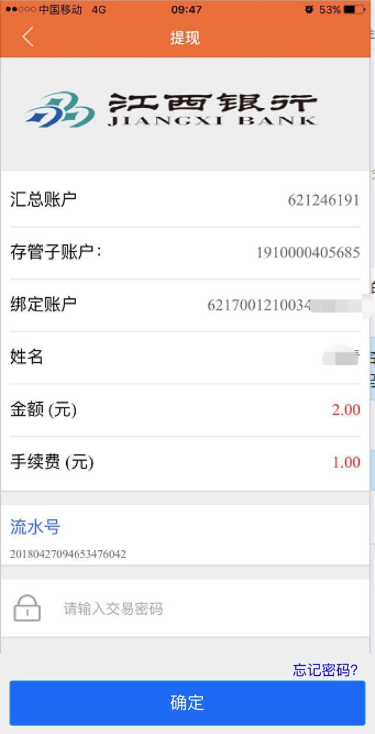 中国移动 4G 09:47 53%
提现
江西银行
JIANGXI BANK
汇总账户 621246191
存管子账户： 1910000405685
绑定账户 6217001210034
姓名
金额 (元) 2.00
手续费 (元) 1.00
流水号
20180427094653476042
请输入交易密码
忘记密码?
确定